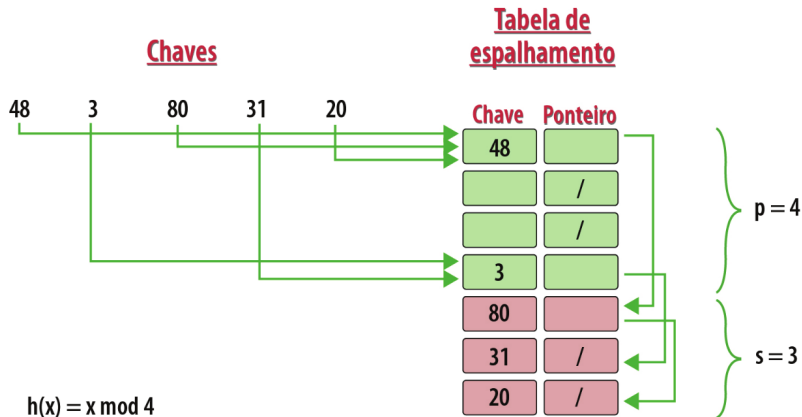 Chaves
Tabela de
espalhamento
48 3 80 31 20
Chave Ponteiro
48
/
/
3
80
31 /
20 /
p = 4
s = 3
h(x) = x mod 4